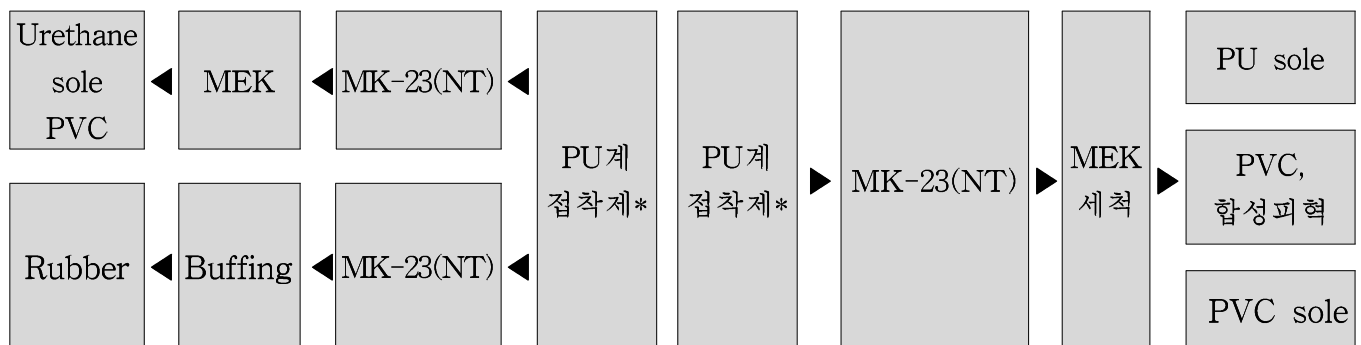 Urethane
sole
PVC
MEK
MK-23(NT)
Rubber
Buffing
MK-23(NT)
PU계
접착제*
PU계
접착제*
MK-23(NT)
MEK
세척
PU sole
PVC,
합성피혁
PVC sole